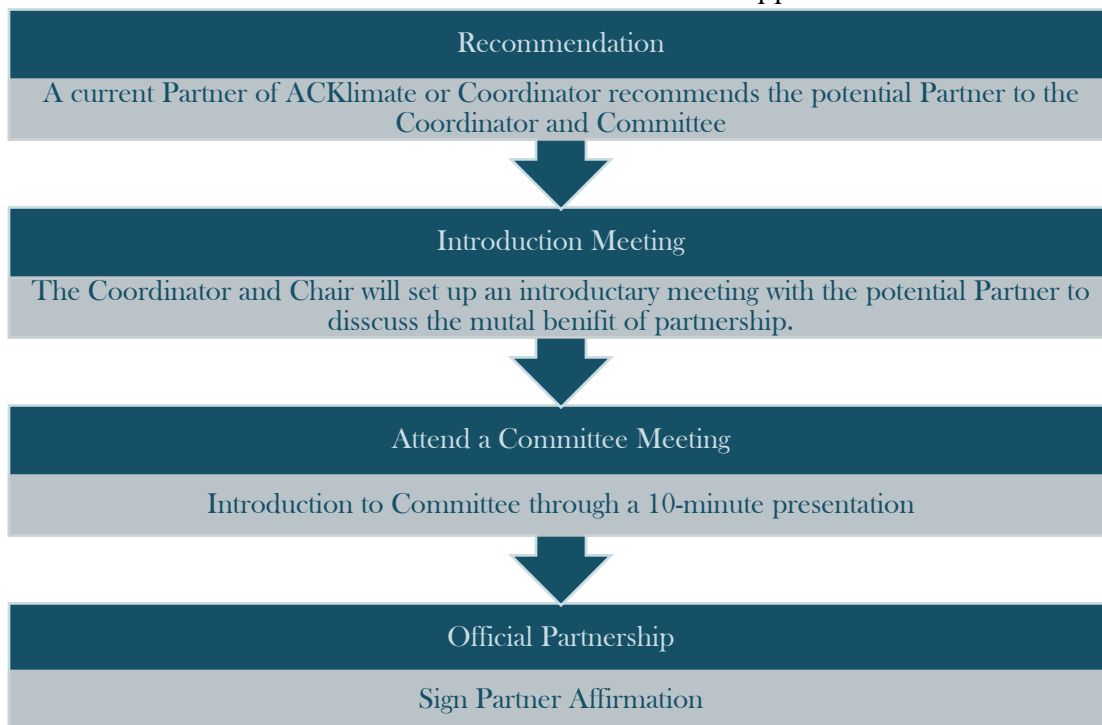 Recommendation
A current Partner of ACKlimate or Coordinator recommends the potential Partner to the
Coordinator and Committee
Introduction Meeting
The Coordinator and Chair will set up an introductary meeting with the potential Partner to
disscuss the mutal benifit of partnership.
Attend a Committee Meeting
Introduction to Committee through a 10-minute presentation
Official Partnership
Sign Partner Affirmation